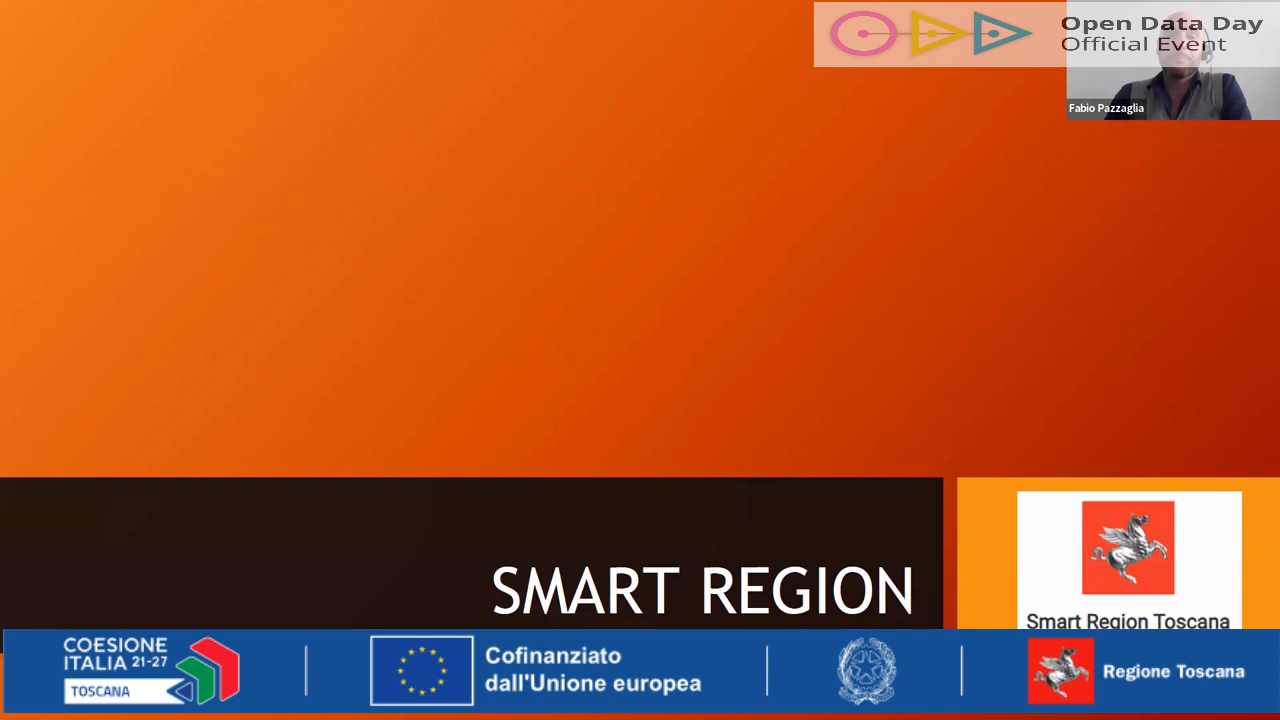 Open Data Day
Official Event
Fabio Pazzaglia
SMART REGION
Smart Region Toscana
COESIONE
ITALIA 21-27
TOSCANA
Cofinanziato
dall'Unione europea
Regione Toscana